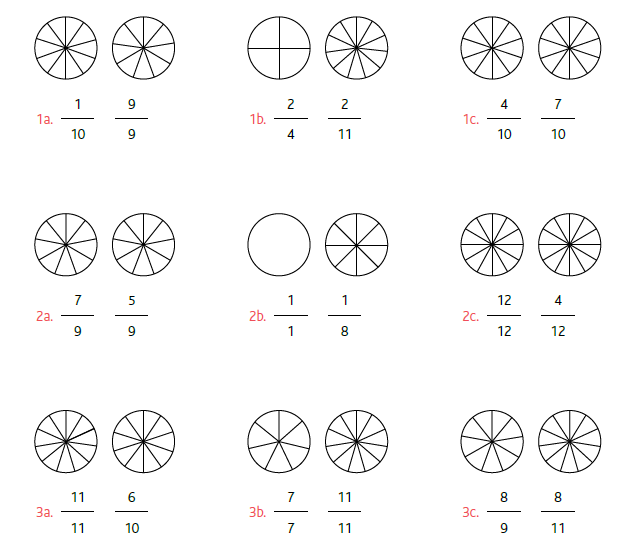 1 9 2 2 4 7
1a. 1b. 1c.
10 9 4 11 10 10
7 5 1 1 12 4
2a. 2b. 2c.
9 9 1 8 12 12
11 6 7 11 8 8
3a. 3b. 3c.
11 10 7 11 9 11